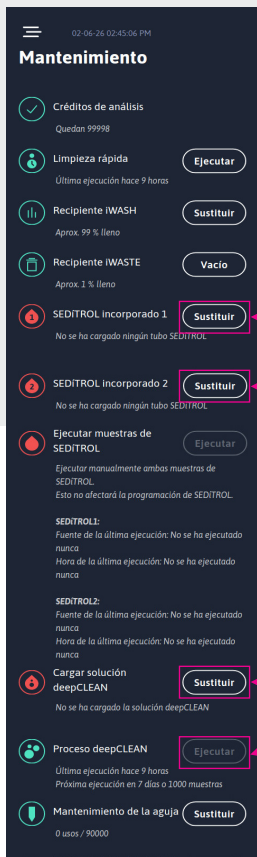 02-06-26 02:45:06 PM
Mantenimiento
Créditos de análisis
Quedan 99998
Limpieza rápida
Ejecutar
Última ejecución hace 9 horas
Recipiente iWASH
Sustituir
Aprox. 99 % lleno
Recipiente iWASTE
Vacío
Aprox. 1 % lleno
1
SEDiTROL incorporado 1
Sustituir
No se ha cargado ningún tubo SEDiTROL
2
SEDiTROL incorporado 2
Sustituir
No se ha cargado ningún tubo SEDiTROL
Ejecutar muestras de
SEDiTROL
Ejecutar
Ejecutar manualmente ambas muestras de
SEDiTROL.
Esto no afectará la programación de SEDiTROL.
SEDiTROL1:
Fuente de la última ejecución: No se ha ejecutado
nunca
Hora de la última ejecución: No se ha ejecutado
nunca
SEDiTROL2:
Fuente de la última ejecución: No se ha ejecutado
nunca
Hora de la última ejecución: No se ha ejecutado
nunca
Cargar solución
deepCLEAN
Sustituir
No se ha cargado la solución deepCLEAN
Proceso deepCLEAN
Ejecutar
Última ejecución hace 9 horas
Próxima ejecución en 7 días o 1000 muestras
Mantenimiento de la aguja
Sustituir
0 usos / 90000